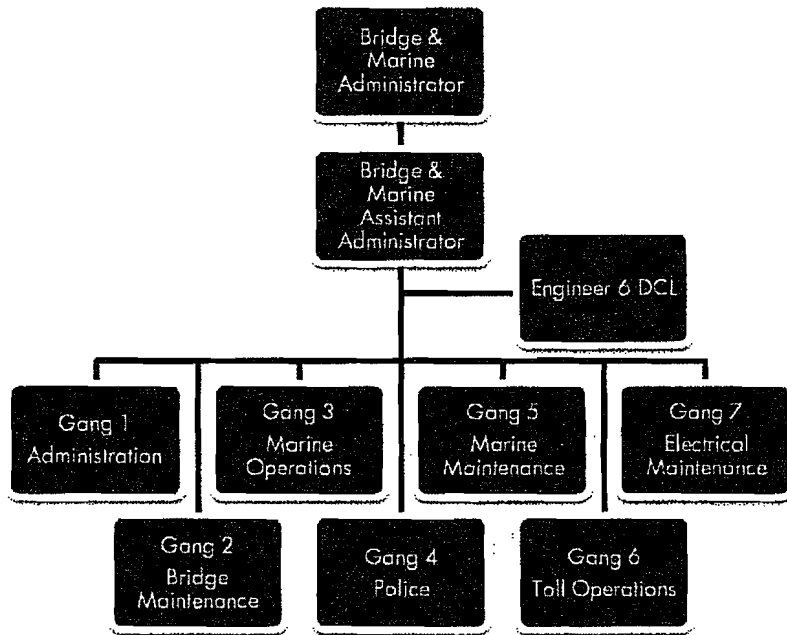 Bridge &
Marine
Administrator
Bridge &
Marine
Assistant
Administrator
Engineer 6 DCL
Gang 1
Administration
Gang 3
Marine
Operations
Gang 5
Marine
Maintenance
Gang 7
Electrical
Maintenance
Gang 2
Bridge
Maintenance
Gang 4
Police
Gang 6
Toll Operations